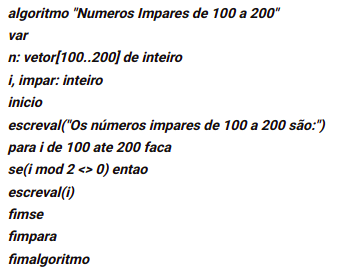 algoritmo "Numeros Impares de 100 a 200"
var
n: vetor[100..200] de inteiro
i, impar: inteiro
inicio
escreval("Os números impares de 100 a 200 são:")
para i de 100 ate 200 faca
se(i mod 2 <> 0) entao
escreval(i)
fimse
fimpara
fimalgoritmo